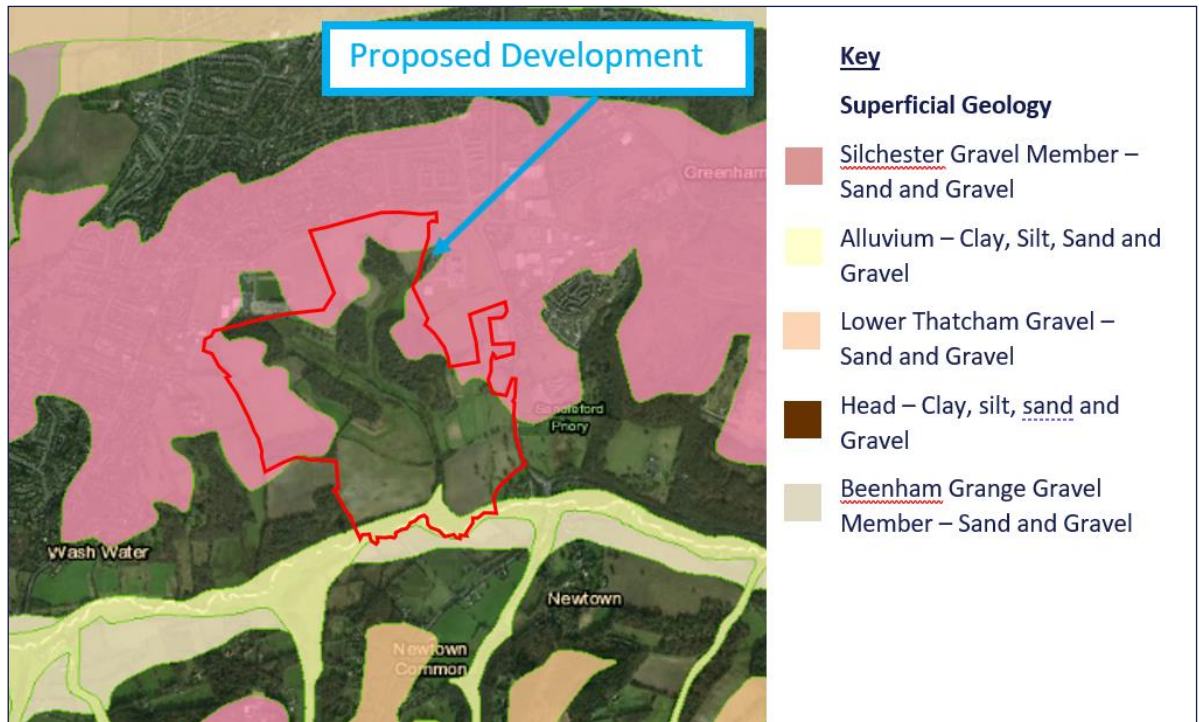 Proposed Development
Greenham
Sandleford
Priory
Wash Water
Newtown
Newtown
Common
Key
Superficial Geology
Silchester Gravel Member –
Sand and Gravel
Alluvium – Clay, Silt, Sand and
Gravel
Lower Thatcham Gravel –
Sand and Gravel
Head – Clay, silt, sand and
Gravel
Beenham Grange Gravel
Member – Sand and Gravel